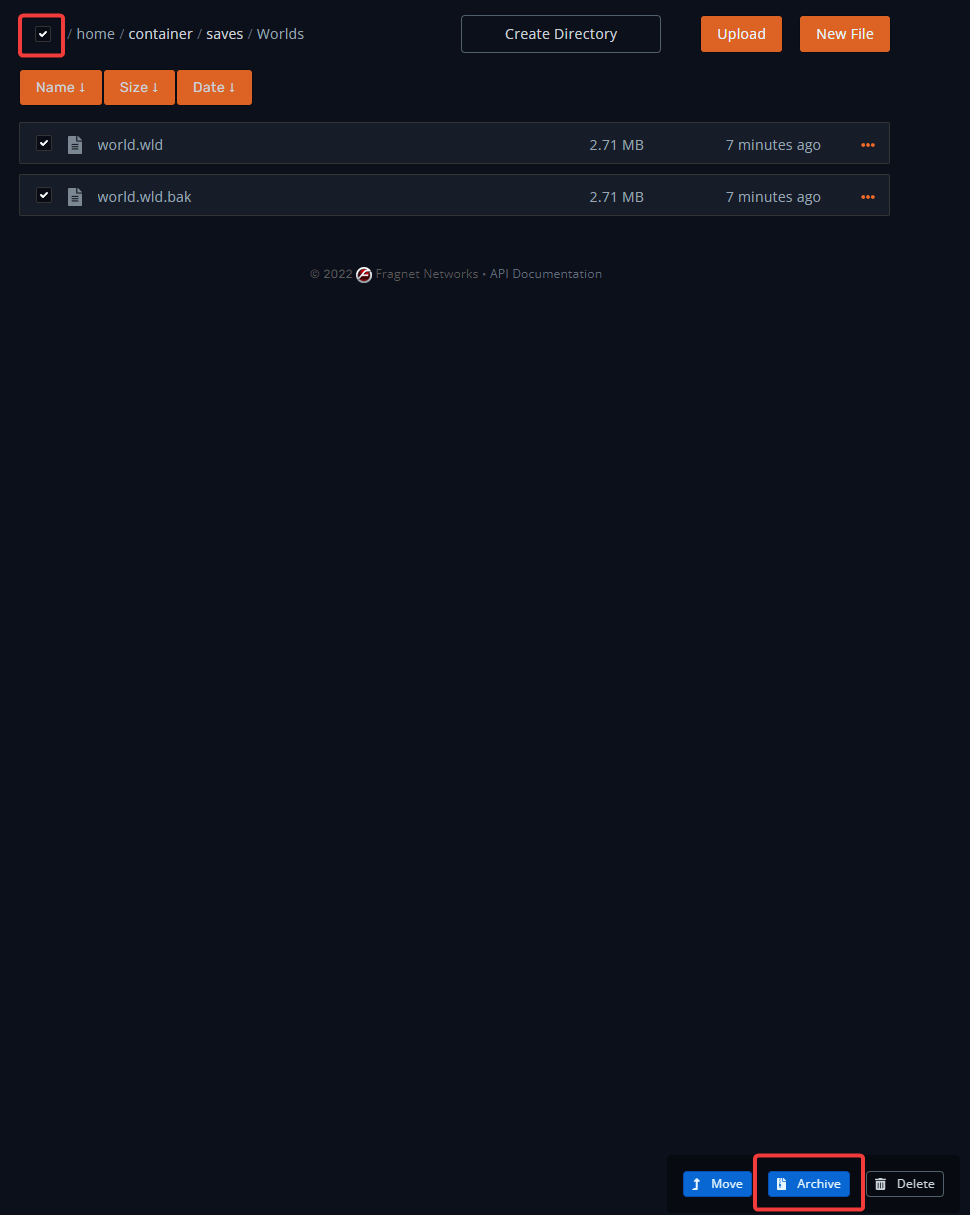 / home / container / saves / Worlds Create Directory Upload New File
Name ↓ Size ↓ Date ↓
world.wld 2.71 MB 7 minutes ago
world.wld.bak 2.71 MB 7 minutes ago
© 2022 Fragnet Networks • API Documentation
Move Archive Delete